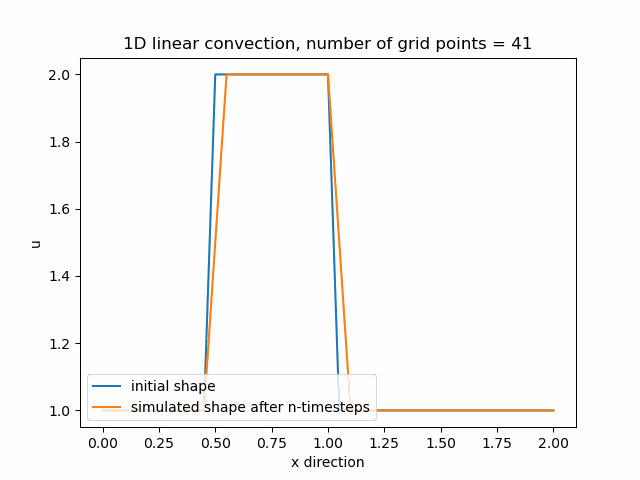 1D linear convection, number of grid points = 41
2.0
1.8
1.6
u
1.4
1.2
1.0
initial shape
simulated shape after n-timesteps
0.00 0.25 0.50 0.75 1.00 1.25 1.50 1.75 2.00
x direction